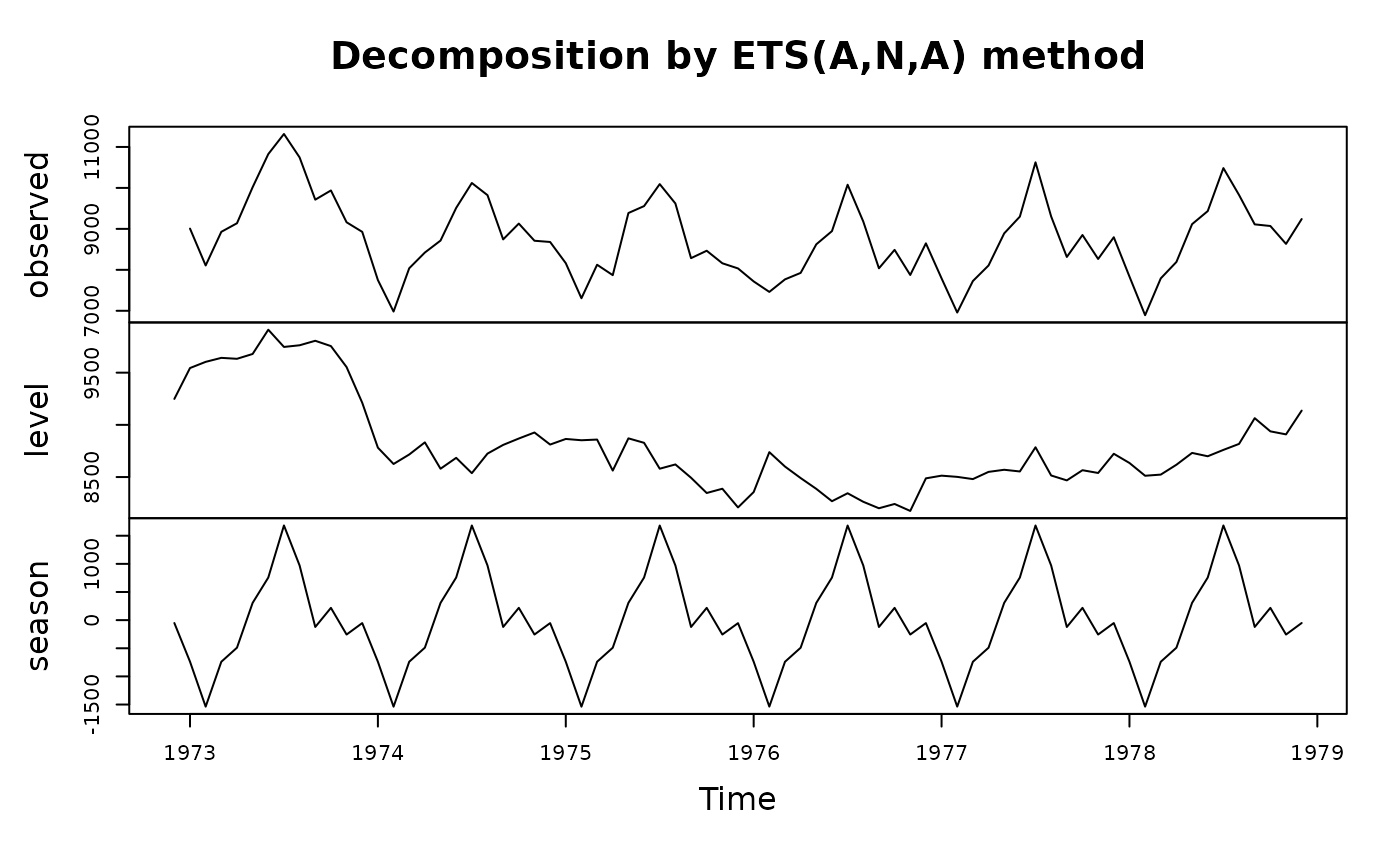 Decomposition by ETS(A,N,A) method
observed
7000 9000 11000
level
8500 9500
season
-1500 0 1000
1973 1974 1975 1976 1977 1978 1979
Time